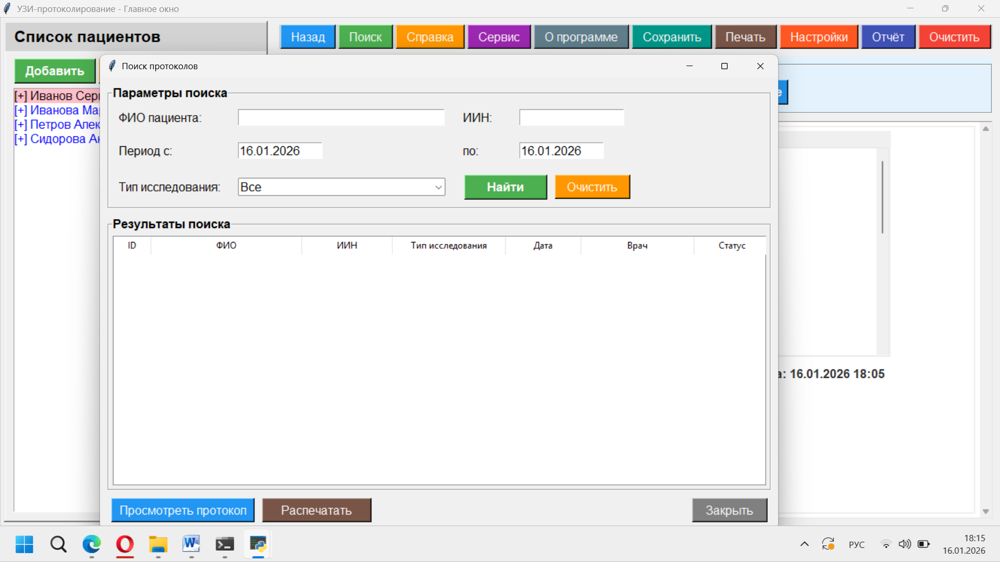 УЗИ-протоколирование - Главное окно
Список пациентов
Назад Поиск Справка Сервис О программе Сохранить Печать Настройки Отчёт Очистить
Добавить
[+] Иванов
[+] Иванова
[+] Петров
[+] Сидорова
Поиск протоколов
Параметры поиска
ФИО пациента: ИИН:
Период с: 16.01.2026 по: 16.01.2026
Тип исследования: Все Найти Очистить
Результаты поиска
ID ФИО ИИН Тип исследования Дата Врач Статус
16.01.2026 18:05
Просмотреть протокол Распечатать Закрыть
РУС
18:15
16.01.2026